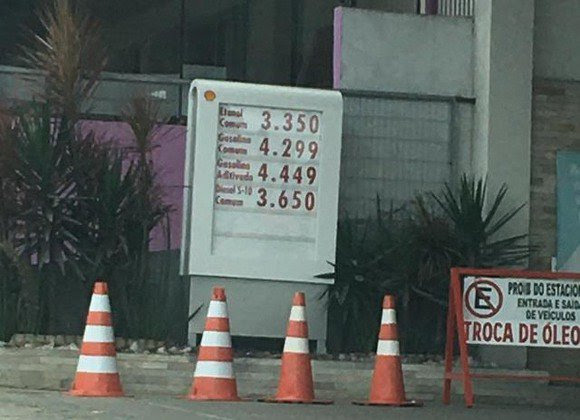 Etanol
Comum 3.350
Gasolina
Comum 4.299
Gasolina
Aditivada 4.449
Diesel S-10
Comum 3.650
E
PROIB DO ESTACION
ENTRADA E SAÍDA
DE VEÍCULOS
TROCA DE ÓLEO